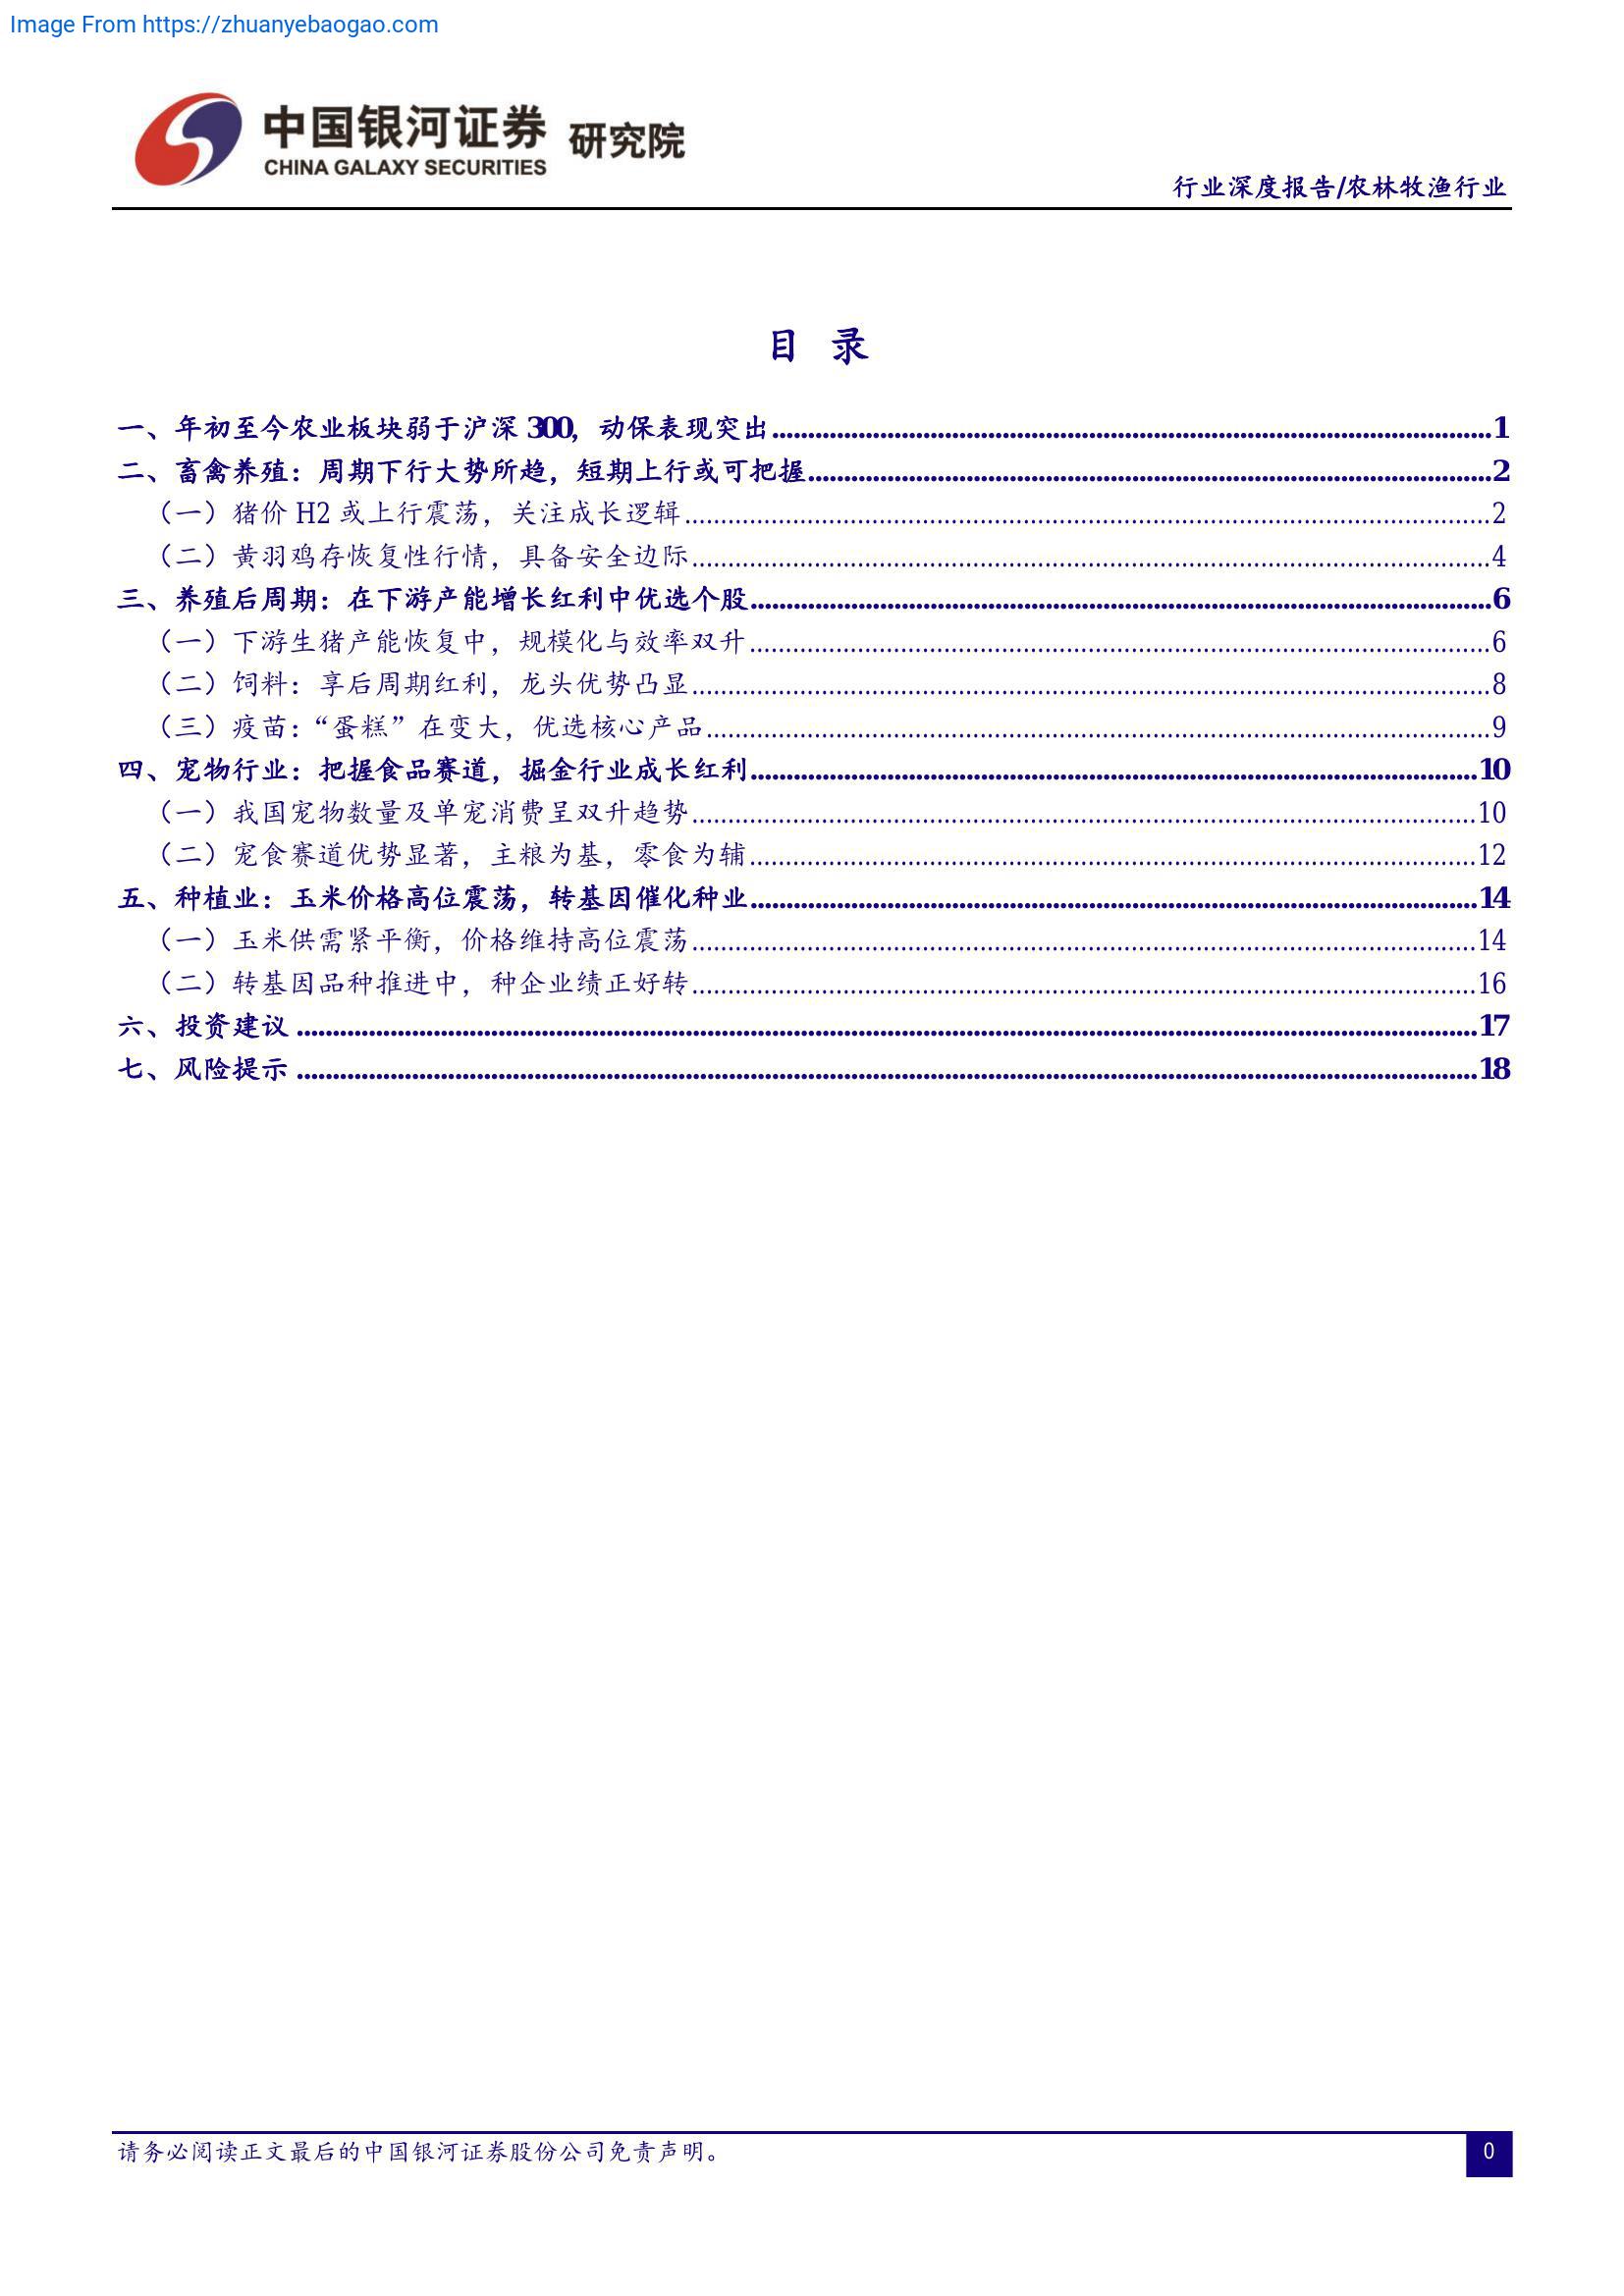 Image From https://zhuanyebaogao.com
中国银河证券 研究院
CHINA GALAXY SECURITIES
行业深度报告/农林牧渔行业
目 录
一、年初至今农业板块弱于沪深 300，动保表现突出........1
二、畜禽养殖：周期下行大势所趋，短期上行或可把握........2
（一）猪价 H2 或上行震荡，关注成长逻辑........2
（二）黄羽鸡存恢复性行情，具备安全边际........4
三、养殖后周期：在下游产能增长红利中优选个股........6
（一）下游生猪产能恢复中，规模化与效率双升........6
（二）饲料：享后周期红利，龙头优势凸显........8
（三）疫苗：“蛋糕”在变大，优选核心产品........9
四、宠物行业：把握食品赛道，掘金行业成长红利........10
（一）我国宠物数量及单宠消费呈双升趋势........10
（二）宠食赛道优势显著，主粮为基，零食为辅........12
五、种植业：玉米价格高位震荡，转基因催化种业........14
（一）玉米供需紧平衡，价格维持高位震荡........14
（二）转基因品种推进中，种企业绩正好转........16
六、投资建议........17
七、风险提示........18
请务必阅读正文最后的中国银河证券股份公司免责声明。
0